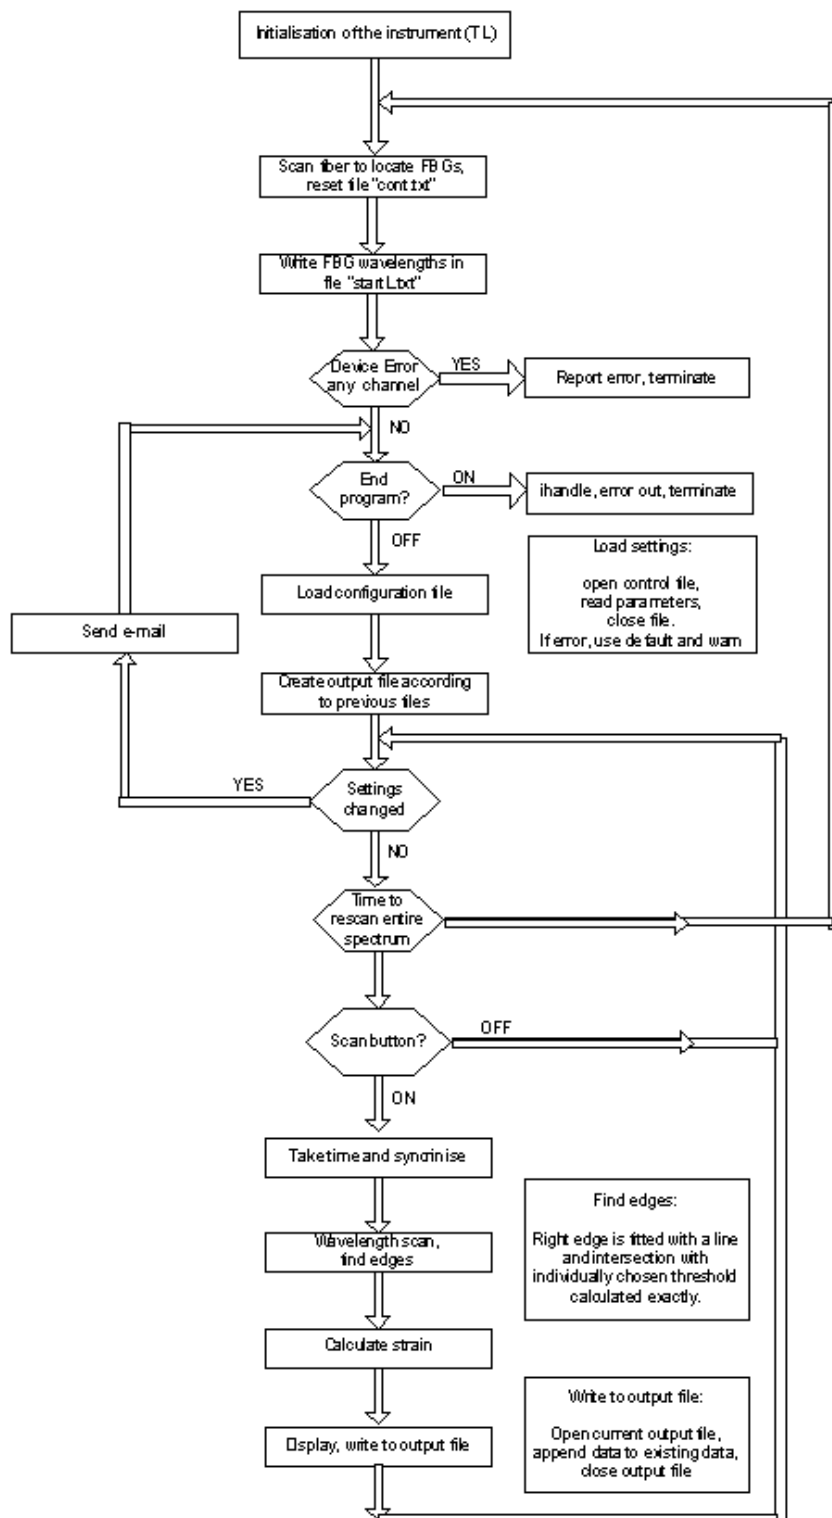 Initialisation of the instrument (TL)
Scan fiber to locate FBGs,
reset file "cont.txt"
Write FBG wavelengths in
file "startL.txt"
Device Error
any channel
YES
Report error, terminate
NO
End
program?
ON
ihandle, error out, terminate
OFF
Load settings:
open control file,
read parameters,
close file.
If error, use default and warn
Load configuration file
Send e-mail
Create output file according
to previous files
Settings
changed
YES
NO
Time to
rescan entire
spectrum
Scan button?
OFF
ON
Take time and syncrinise
Wavelength scan,
find edges
Find edges:
Right edge is fitted with a line
and intersection with
individually chosen threshold
calculated exactly.
Calculate strain
Display, write to output file
Write to output file:
Open current output file,
append data to existing data,
close output file